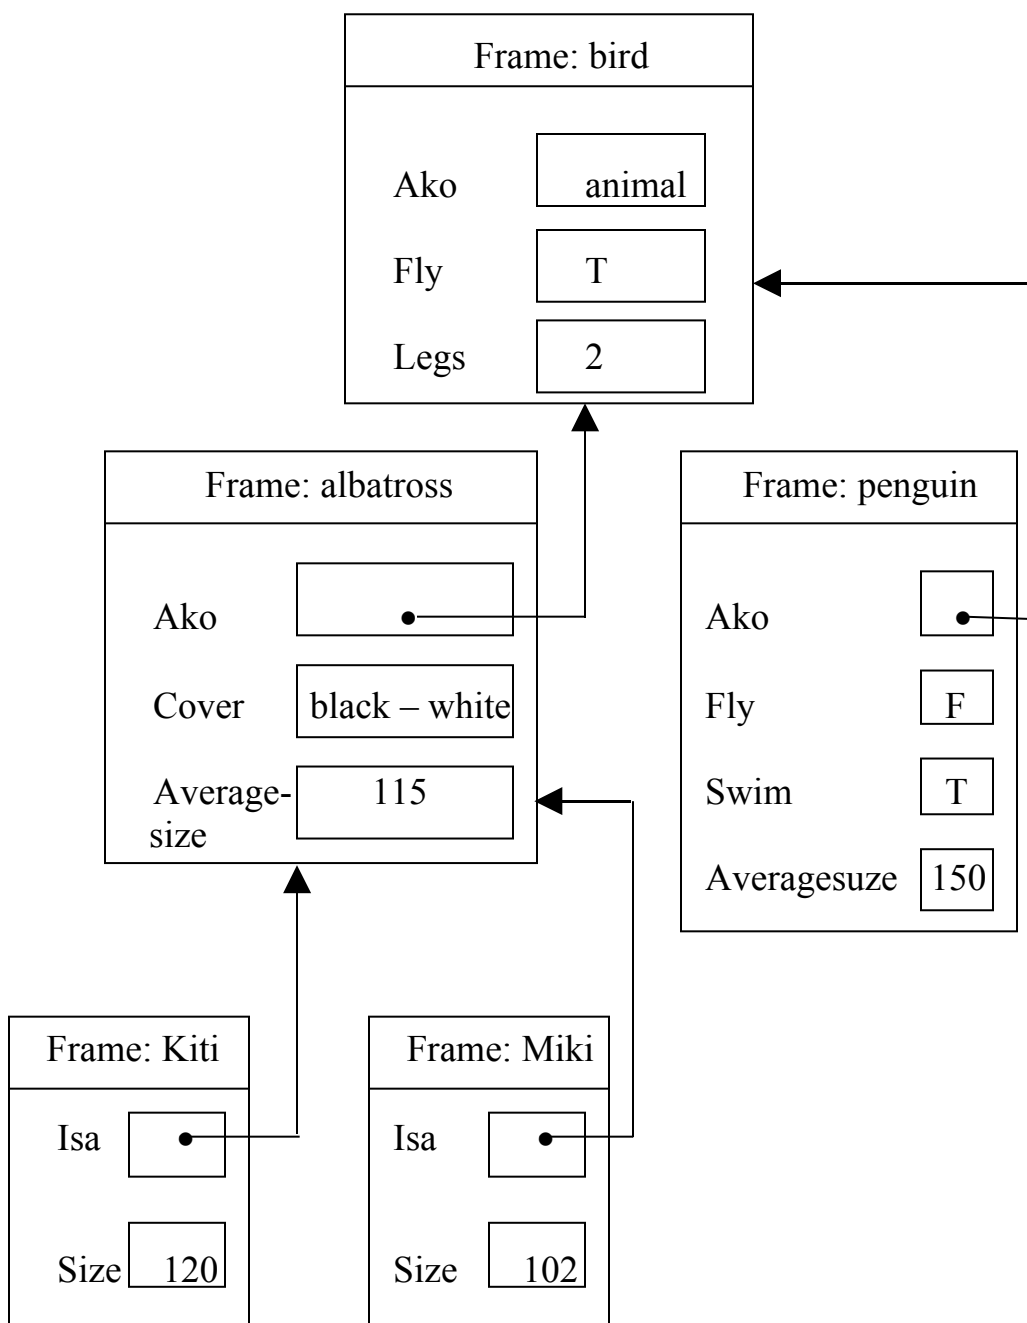 Frame: bird
Ako animal
Fly T
Legs 2
Frame: albatross
Ako
Cover black – white
Average- 115
size
Frame: penguin
Ako
Fly F
Swim T
Averagesuze 150
Frame: Kiti
Isa
Size 120
Frame: Miki
Isa
Size 102